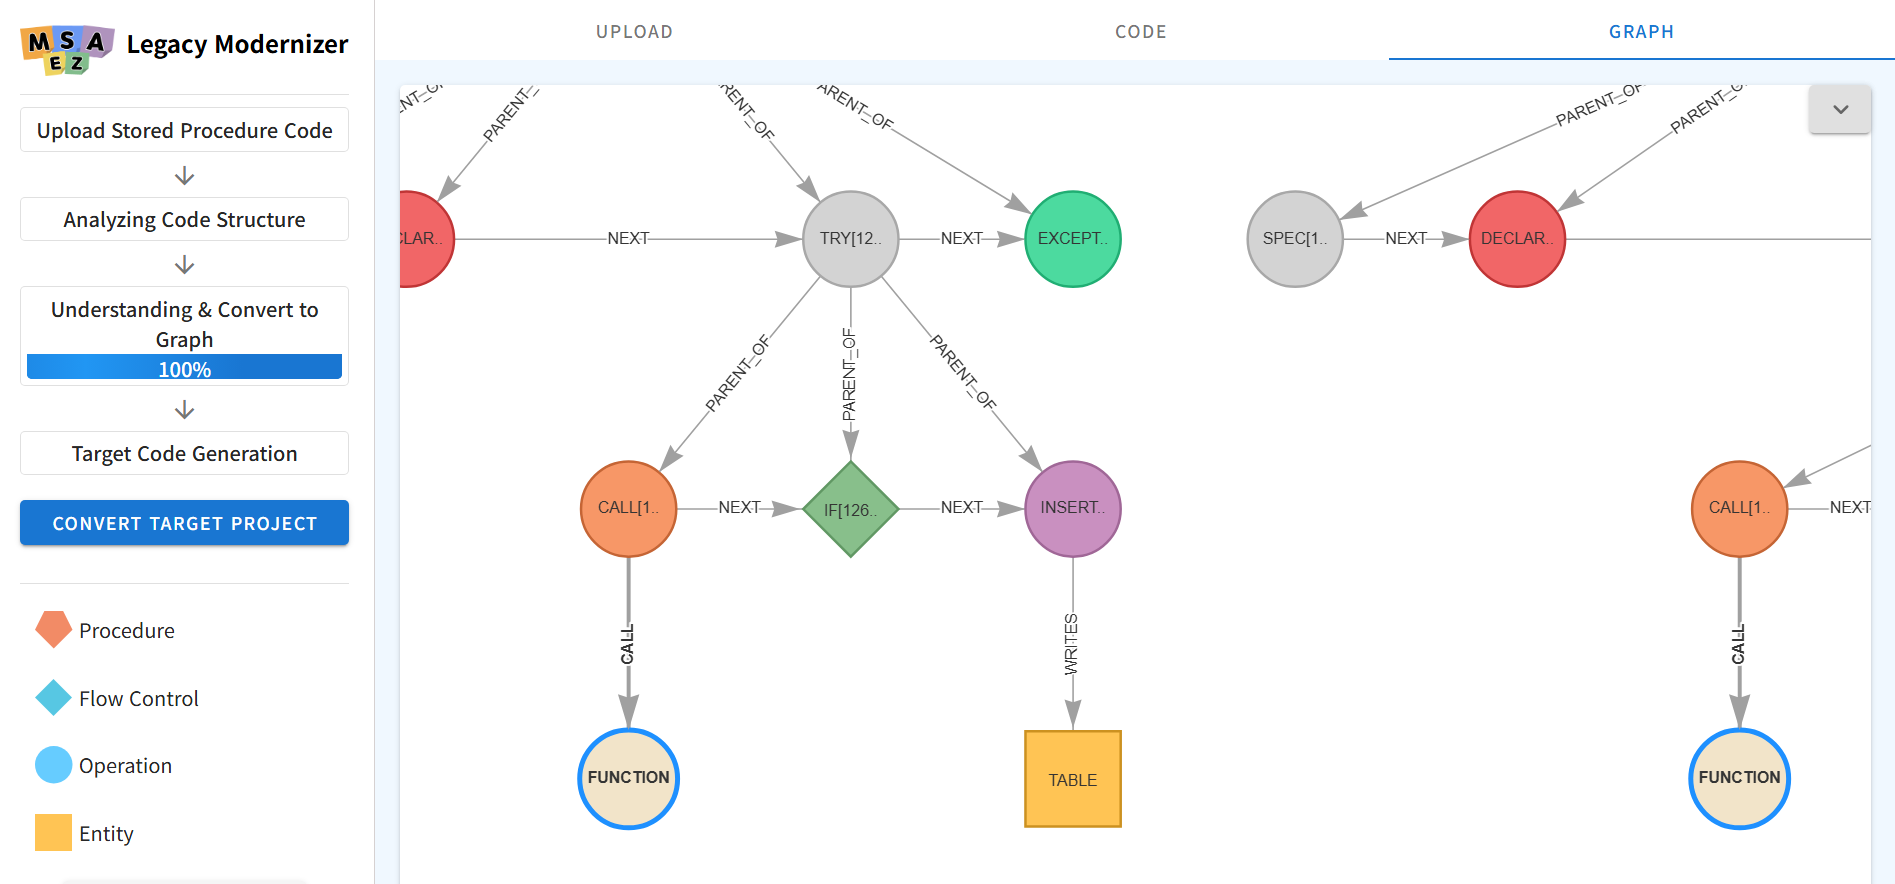 MSA
EZ
Legacy Modernizer
UPLOAD
CODE
GRAPH
Upload Stored Procedure Code
Analyzing Code Structure
Understanding & Convert to
Graph
100%
Target Code Generation
CONVERT TARGET PROJECT
Procedure
Flow Control
Operation
Entity
PARENT_
RENT_OF
ARENT_OF
PARENT_OF
PARENT_O
CLAR..
NEXT
TRY[12..
NEXT
EXCEPT..
SPEC[1..
NEXT
DECLAR..
PARENT_OF
PARENT_OF
PARENT_OF
CALL[1..
NEXT
IF[126..
NEXT
INSERT..
CALL[1..
NEXT
CALL
WRITES
CALL
FUNCTION
TABLE
FUNCTION